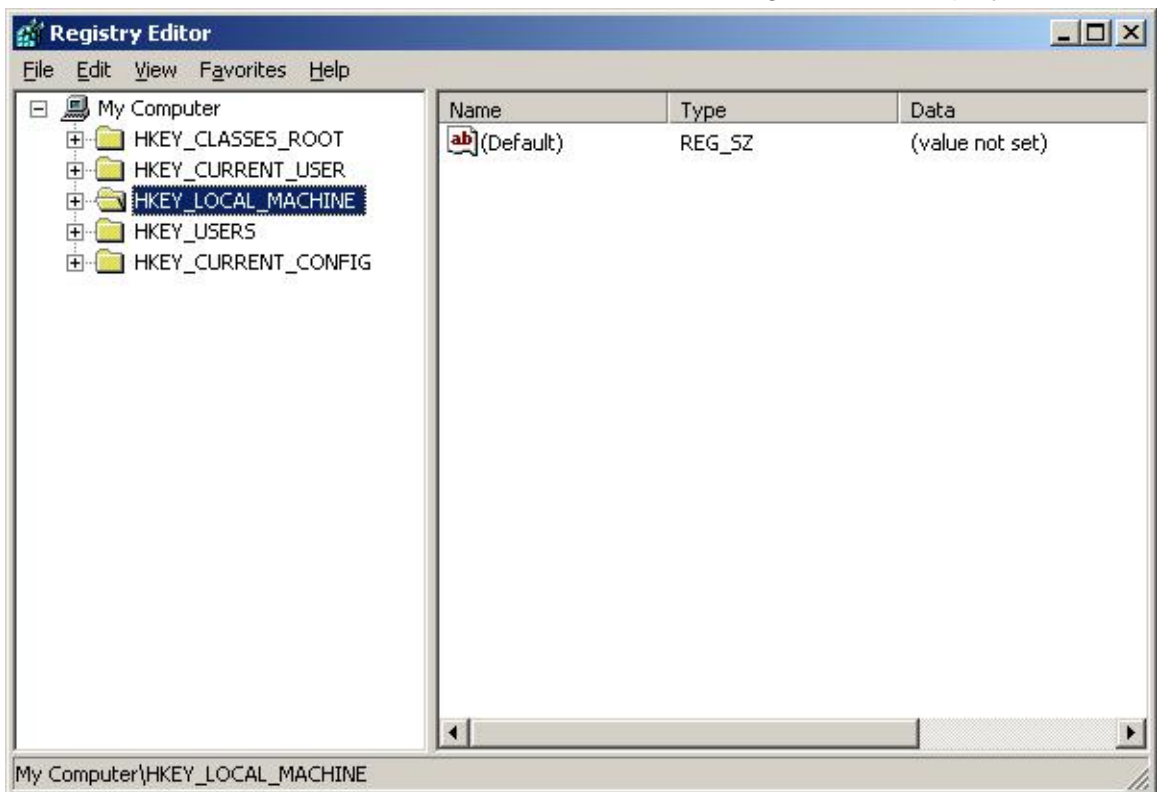 Registry Editor
File Edit View Favorites Help
My Computer
HKEY_CLASSES_ROOT
HKEY_CURRENT_USER
HKEY_LOCAL_MACHINE
HKEY_USERS
HKEY_CURRENT_CONFIG
Name Type Data
ab (Default) REG_SZ (value not set)
My Computer\HKEY_LOCAL_MACHINE